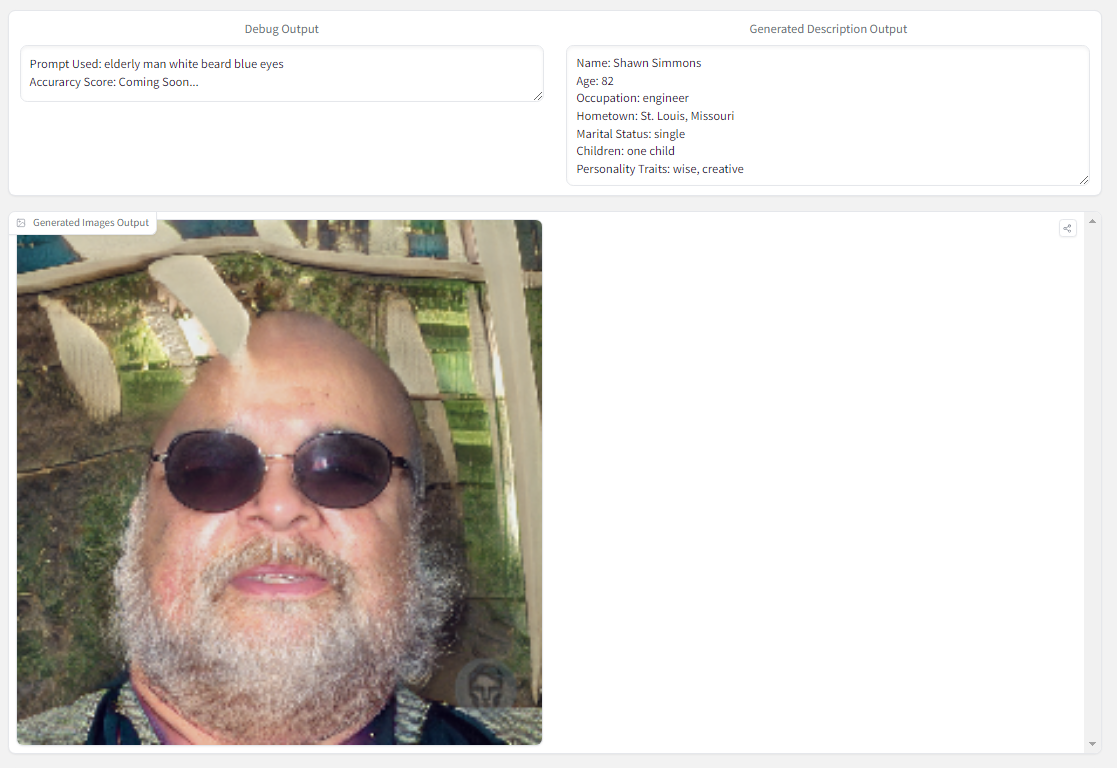 Debug Output
Prompt Used: elderly man white beard blue eyes
Accurarcy Score: Coming Soon...
Generated Description Output
Name: Shawn Simmons
Age: 82
Occupation: engineer
Hometown: St. Louis, Missouri
Marital Status: single
Children: one child
Personality Traits: wise, creative
Generated Images Output